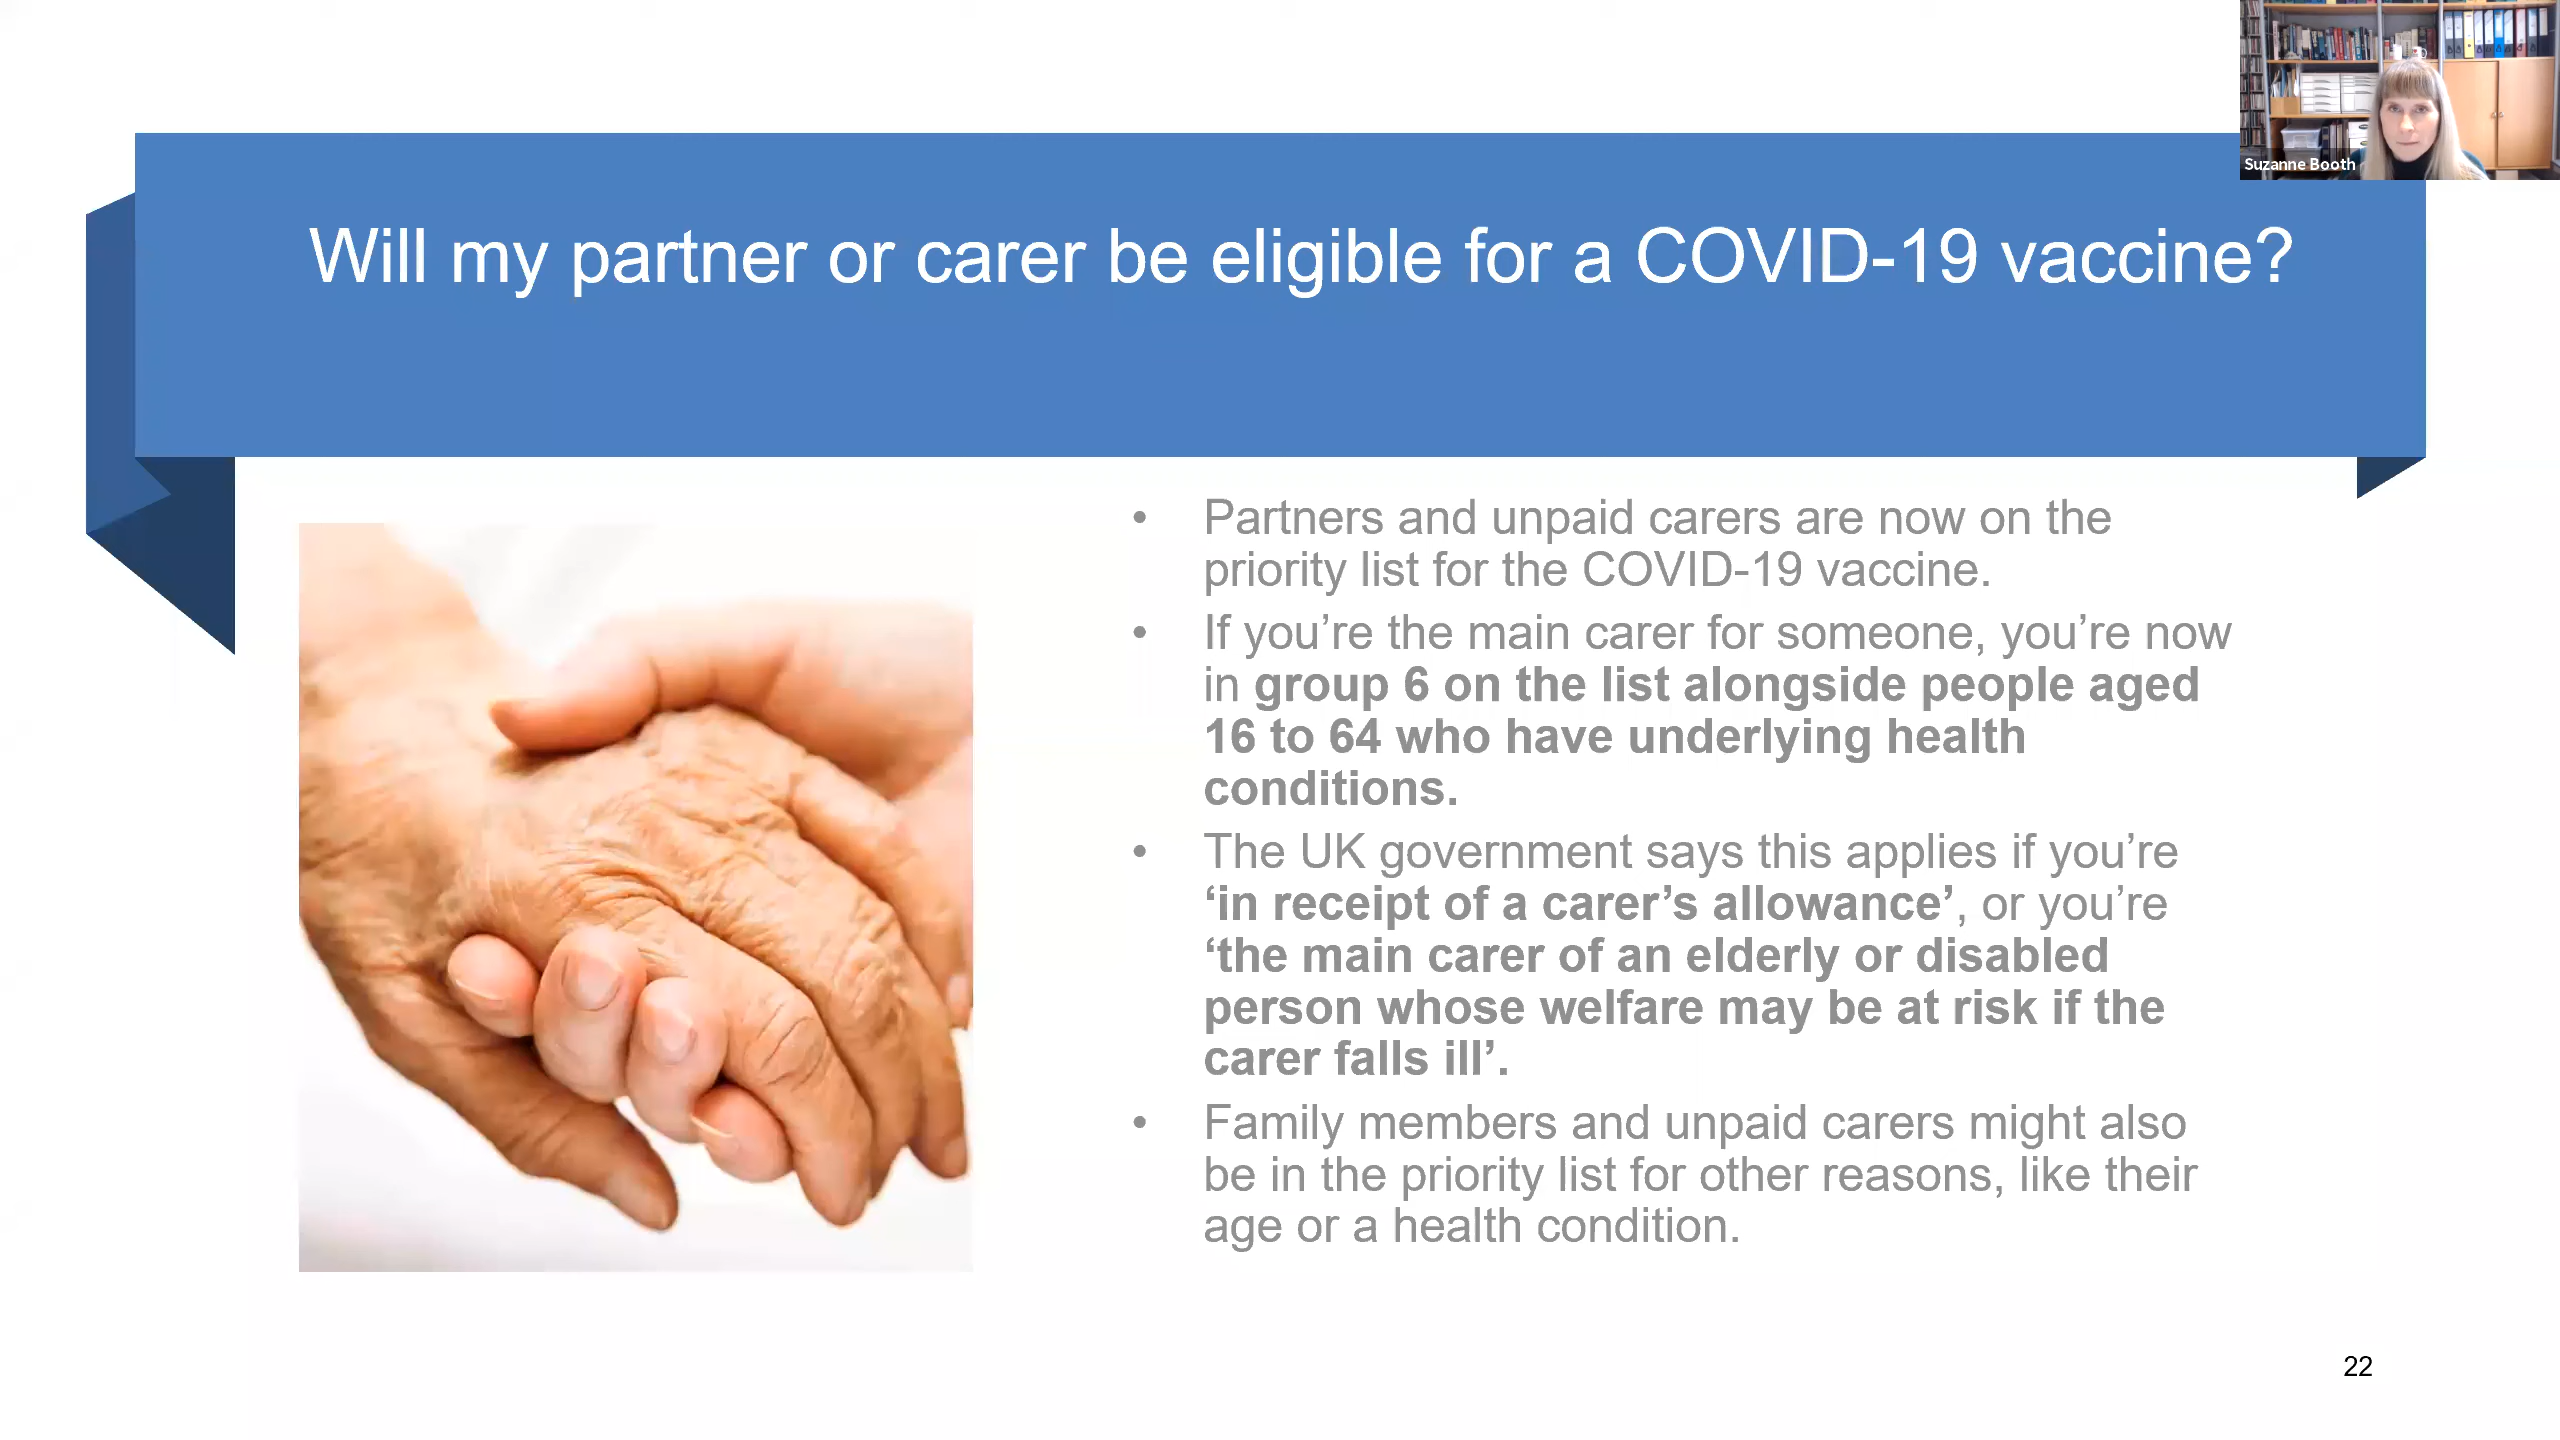 Suzanne Booth
Will my partner or carer be eligible for a COVID-19 vaccine?
• Partners and unpaid carers are now on the
priority list for the COVID-19 vaccine.
• If you’re the main carer for someone, you’re now
in group 6 on the list alongside people aged
16 to 64 who have underlying health
conditions.
• The UK government says this applies if you’re
‘in receipt of a carer’s allowance’, or you’re
‘the main carer of an elderly or disabled
person whose welfare may be at risk if the
carer falls ill’.
• Family members and unpaid carers might also
be in the priority list for other reasons, like their
age or a health condition.
22